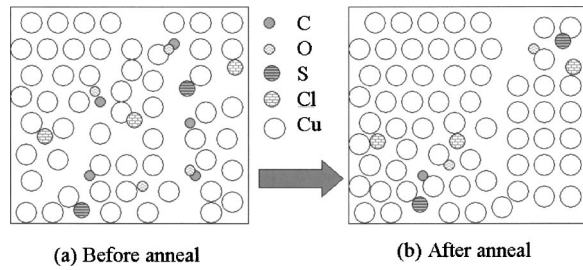 C
O
S
Cl
Cu
(a) Before anneal
(b) After anneal